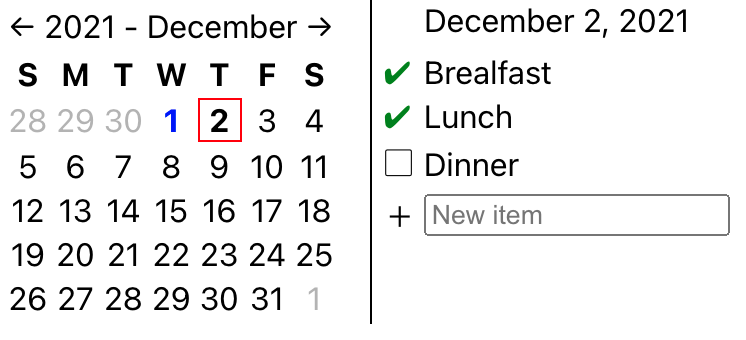 ← 2021 - December →
S M T W T F S
28 29 30 1 2 3 4
5 6 7 8 9 10 11
12 13 14 15 16 17 18
19 20 21 22 23 24 25
26 27 28 29 30 31 1
December 2, 2021
✔ Brealfast
✔ Lunch
☐ Dinner
+ New item